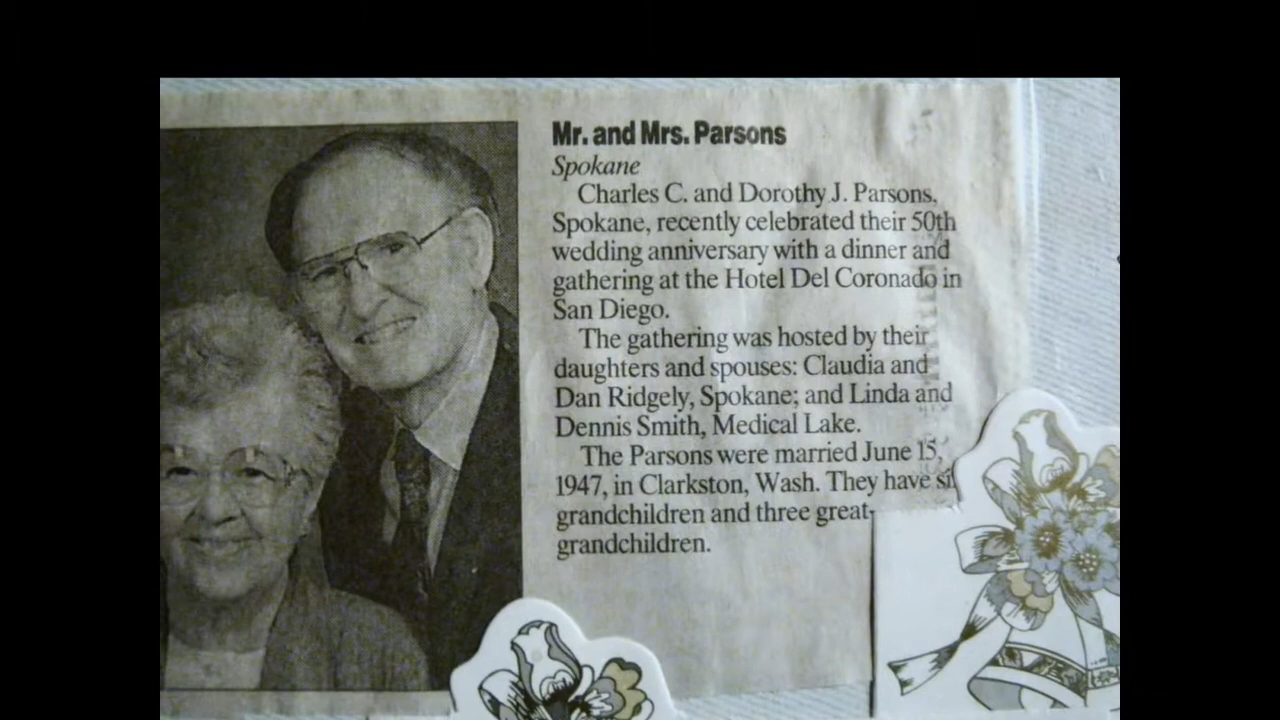 Mr. and Mrs. Parsons
Spokane
Charles C. and Dorothy J. Parsons,
Spokane, recently celebrated their 50th
wedding anniversary with a dinner and
gathering at the Hotel Del Coronado in
San Diego.
The gathering was hosted by their
daughters and spouses: Claudia and
Dan Ridgely, Spokane; and Linda and
Dennis Smith, Medical Lake.
The Parsons were married June 15,
1947, in Clarkston, Wash. They have
grandchildren and three great-
grandchildren.